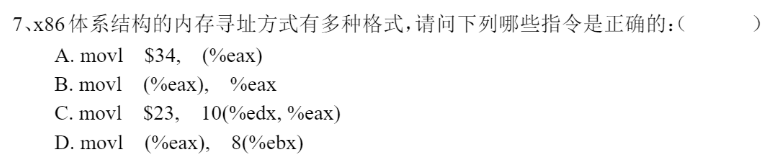 7、x86体系结构的内存寻址方式有多种格式,请问下列哪些指令是正确的:(　　)
A. movl $34, (%eax)
B. movl (%eax), %eax
C. movl $23, 10(%edx, %eax)
D. movl (%eax), 8(%ebx)